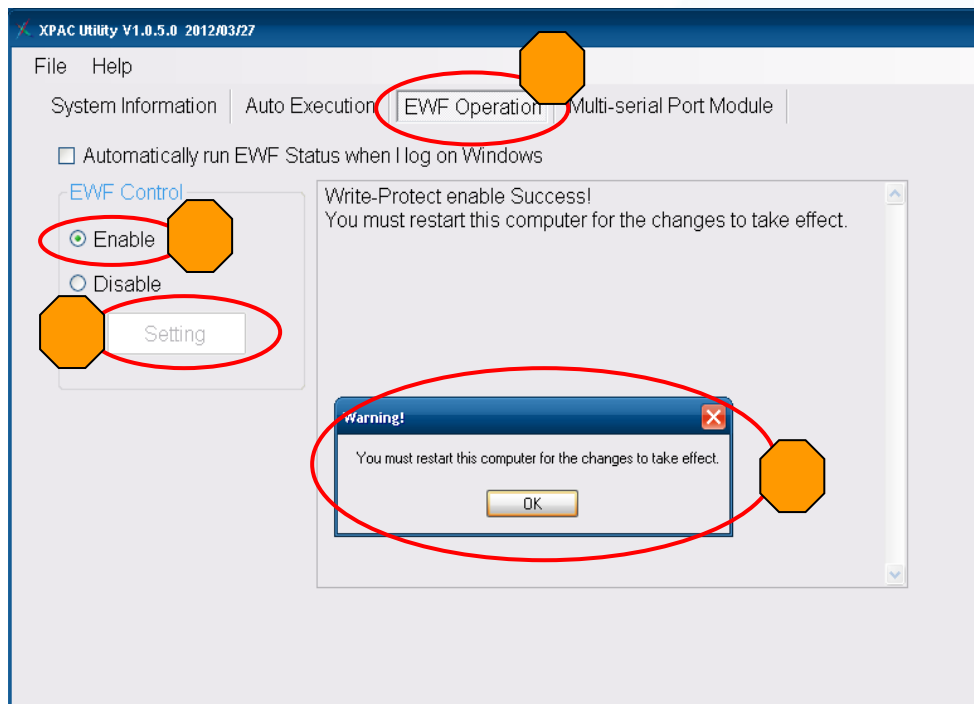 XPAC Utility V1.0.5.0 2012/03/27
File Help
System Information Auto Execution EWF Operation Multi-serial Port Module
Automatically run EWF Status when I log on Windows
EWF Control
Enable
Disable
Setting
Write-Protect enable Success!
You must restart this computer for the changes to take effect.
Warning!
You must restart this computer for the changes to take effect.
OK